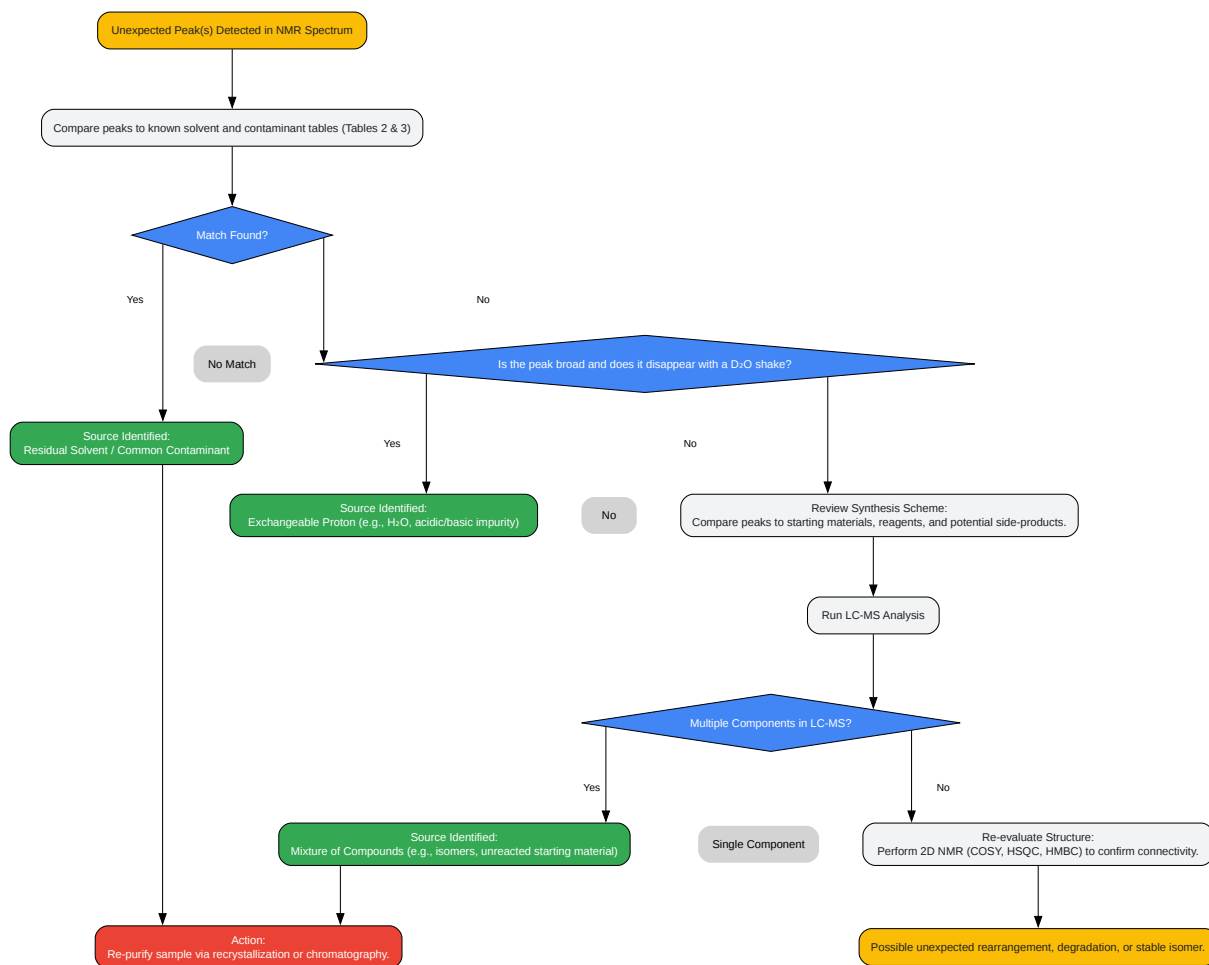 Unexpected Peak(s) Detected in NMR Spectrum
Compare peaks to known solvent and contaminant tables (Tables 2 & 3)
Match Found?
Yes
No
No Match
Is the peak broad and does it disappear with a D₂O shake?
Source Identified:
Residual Solvent / Common Contaminant
Yes
No
Source Identified:
Exchangeable Proton (e.g., H₂O, acidic/basic impurity)
No
Review Synthesis Scheme:
Compare peaks to starting materials, reagents, and potential side-products.
Run LC-MS Analysis
Multiple Components in LC-MS?
Yes
No
Source Identified:
Mixture of Compounds (e.g., isomers, unreacted starting material)
Single Component
Re-evaluate Structure:
Perform 2D NMR (COSY, HSQC, HMBC) to confirm connectivity.
Action:
Re-purify sample via recrystallization or chromatography.
Possible unexpected rearrangement, degradation, or stable isomer.